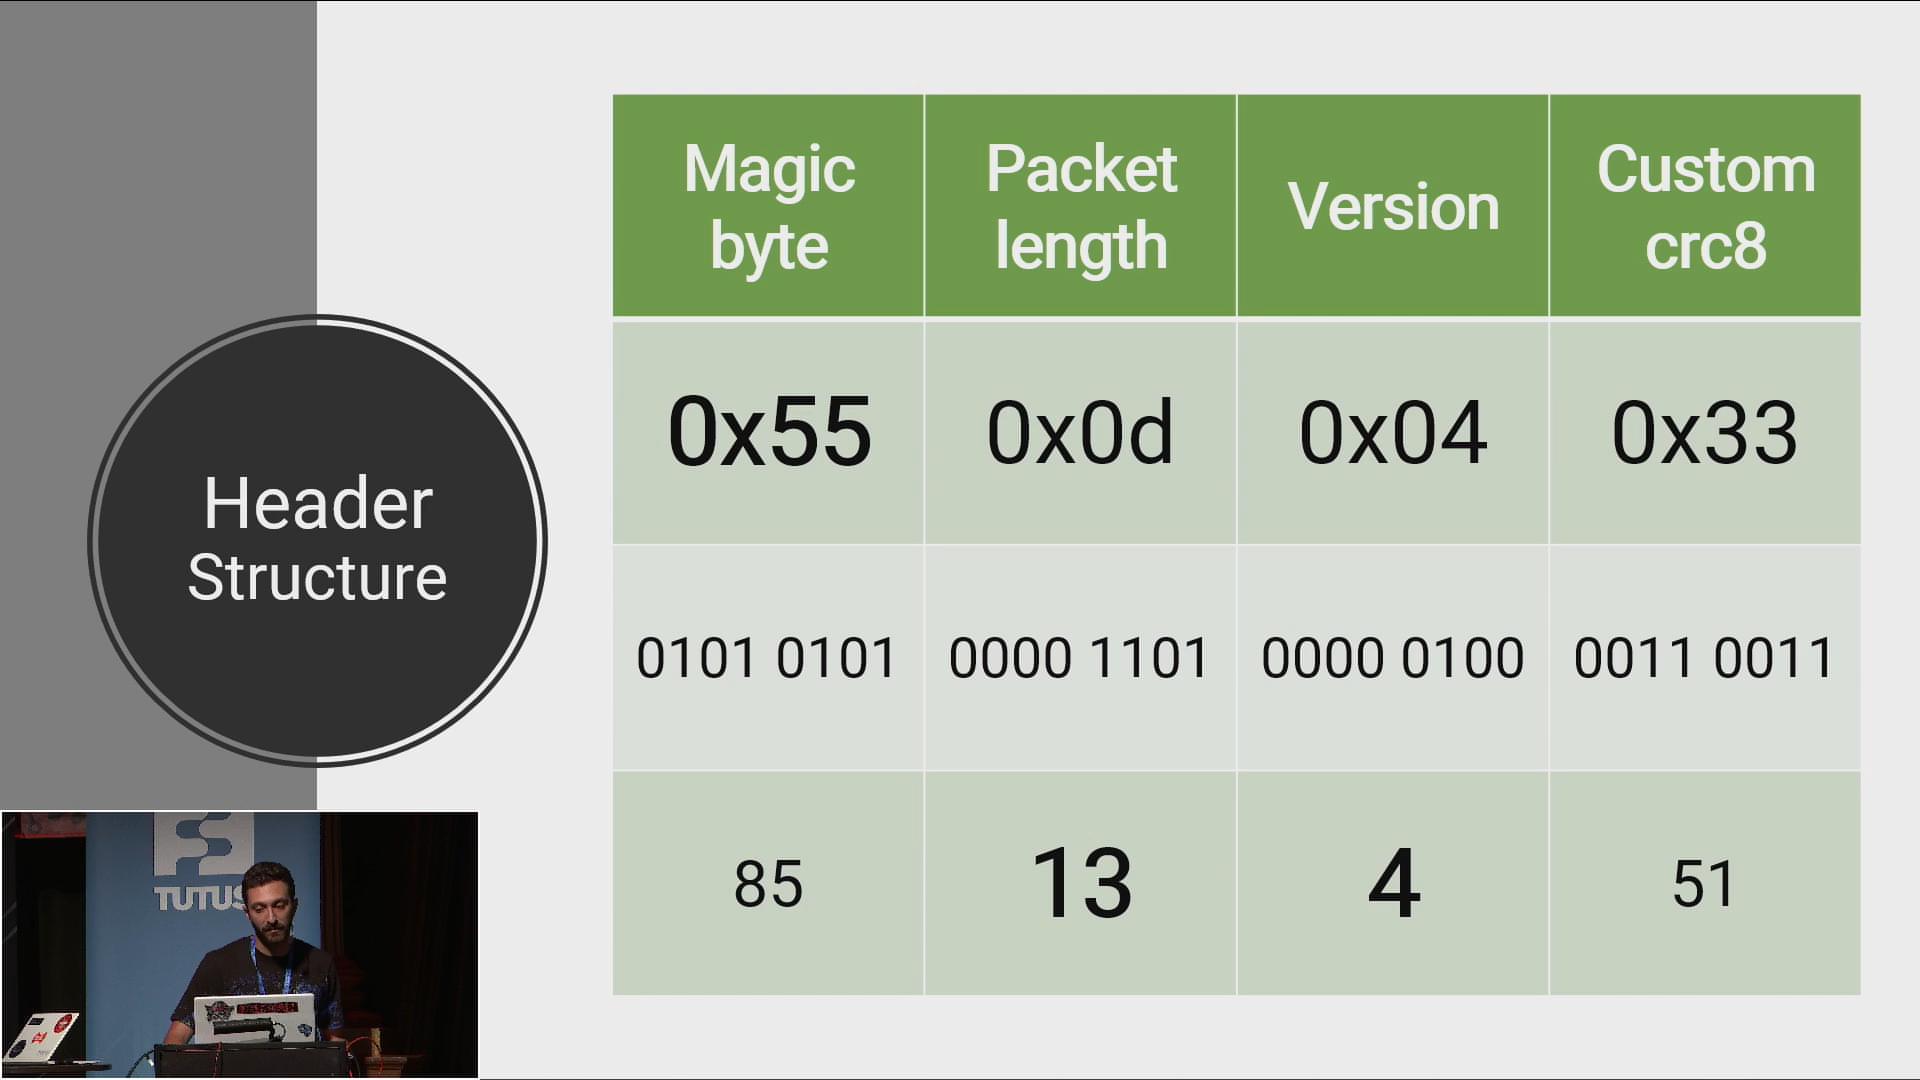 Header
Structure
Magic byte
Packet length
Version
Custom crc8
0x55
0x0d
0x04
0x33
0101 0101
0000 1101
0000 0100
0011 0011
85
13
4
51
TUTUS